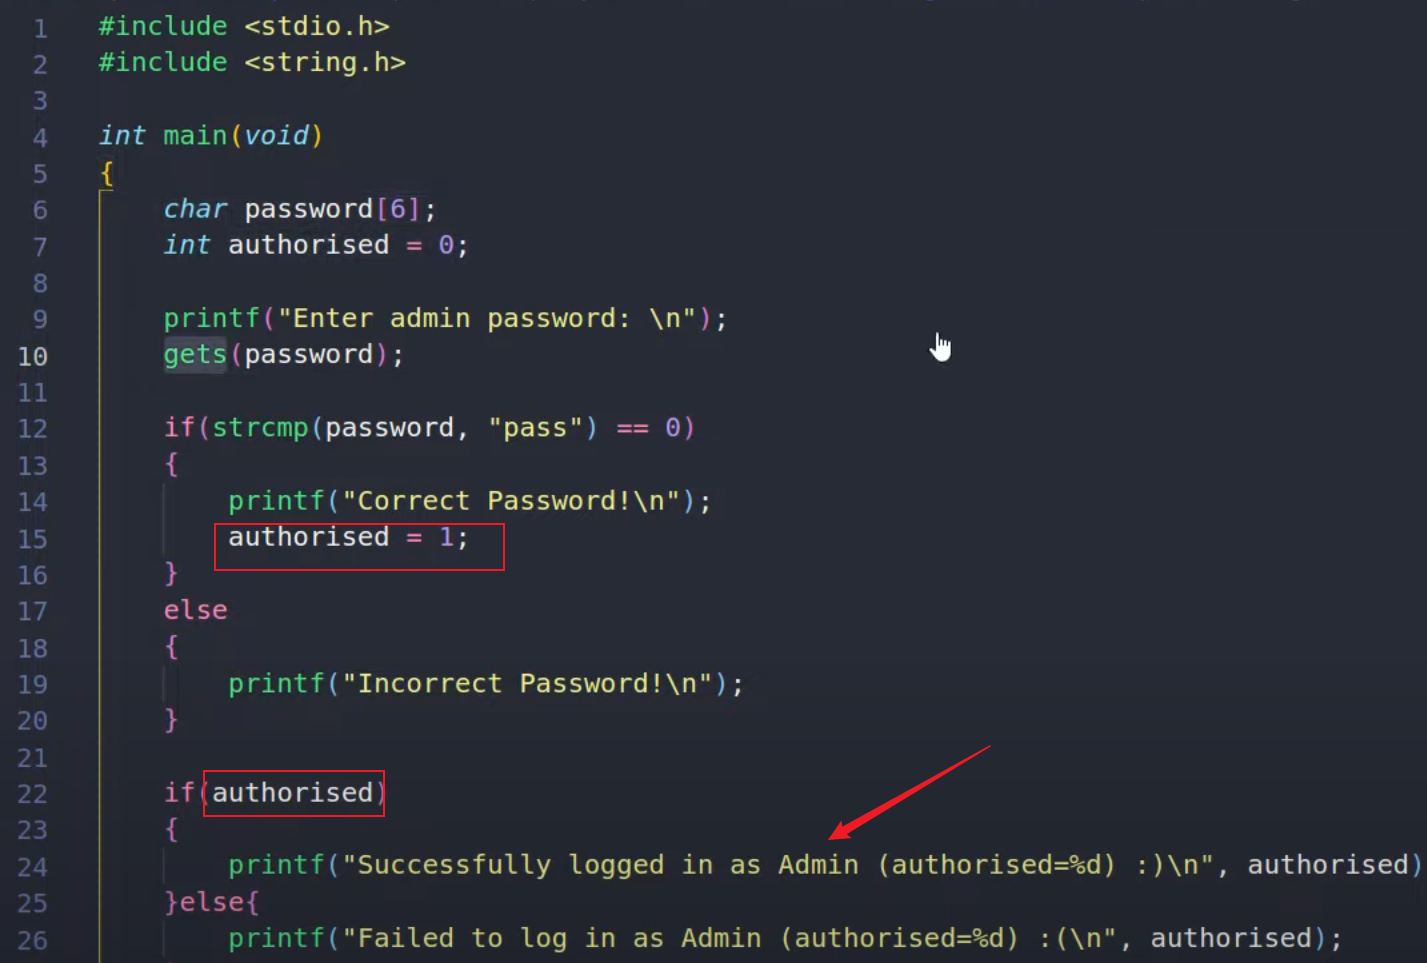 1 #include <stdio.h>
2 #include <string.h>
3
4 int main(void)
5 {
6 char password[6];
7 int authorised = 0;
8
9 printf("Enter admin password: \n");
10 gets(password);
11
12 if(strcmp(password, "pass") == 0)
13 {
14 printf("Correct Password!\n");
15 authorised = 1;
16 }
17 else
18 {
19 printf("Incorrect Password!\n");
20 }
21
22 if(authorised)
23 {
24 printf("Successfully logged in as Admin (authorised=%d) :)\n", authorised)
25 }else{
26 printf("Failed to log in as Admin (authorised=%d) :(\n", authorised);